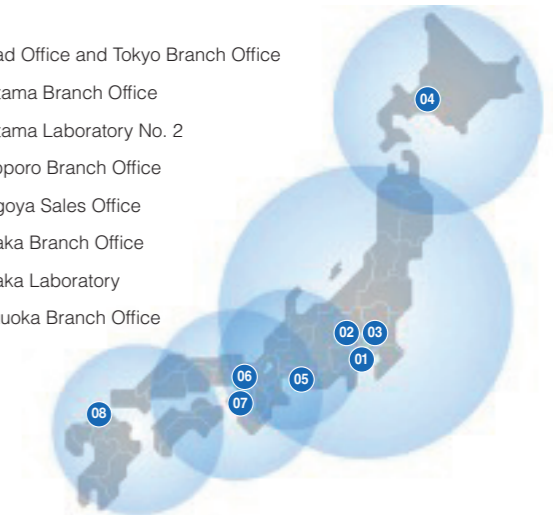 ad Office and Tokyo Branch Office
tama Branch Office
tama Laboratory No. 2
poro Branch Office
goya Sales Office
aka Branch Office
aka Laboratory
uoka Branch Office
04
02 03
01
06 05
07
08